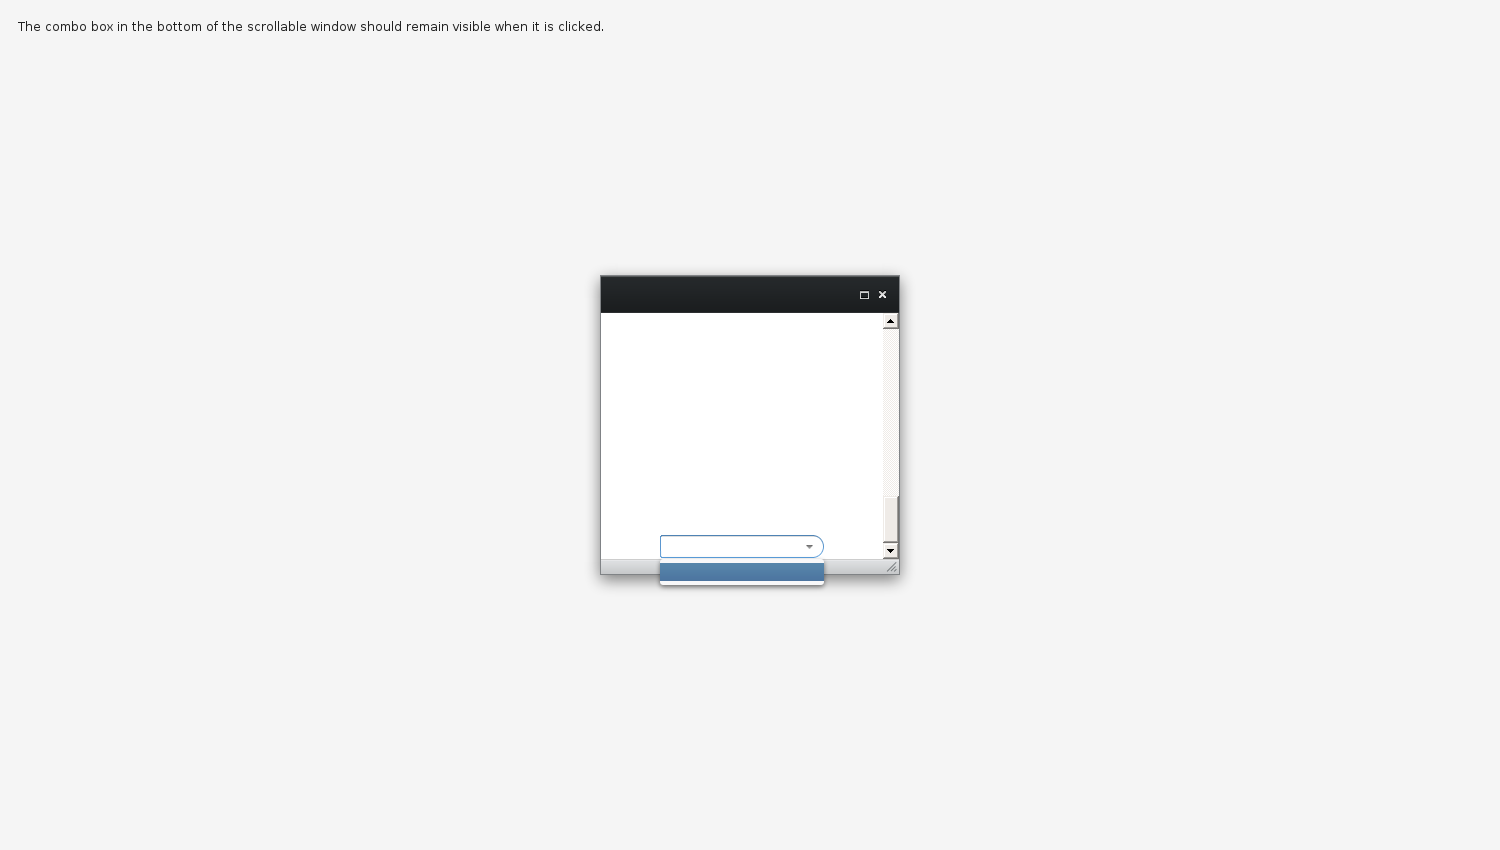 The combo box in the bottom of the scrollable window should remain visible when it is clicked.